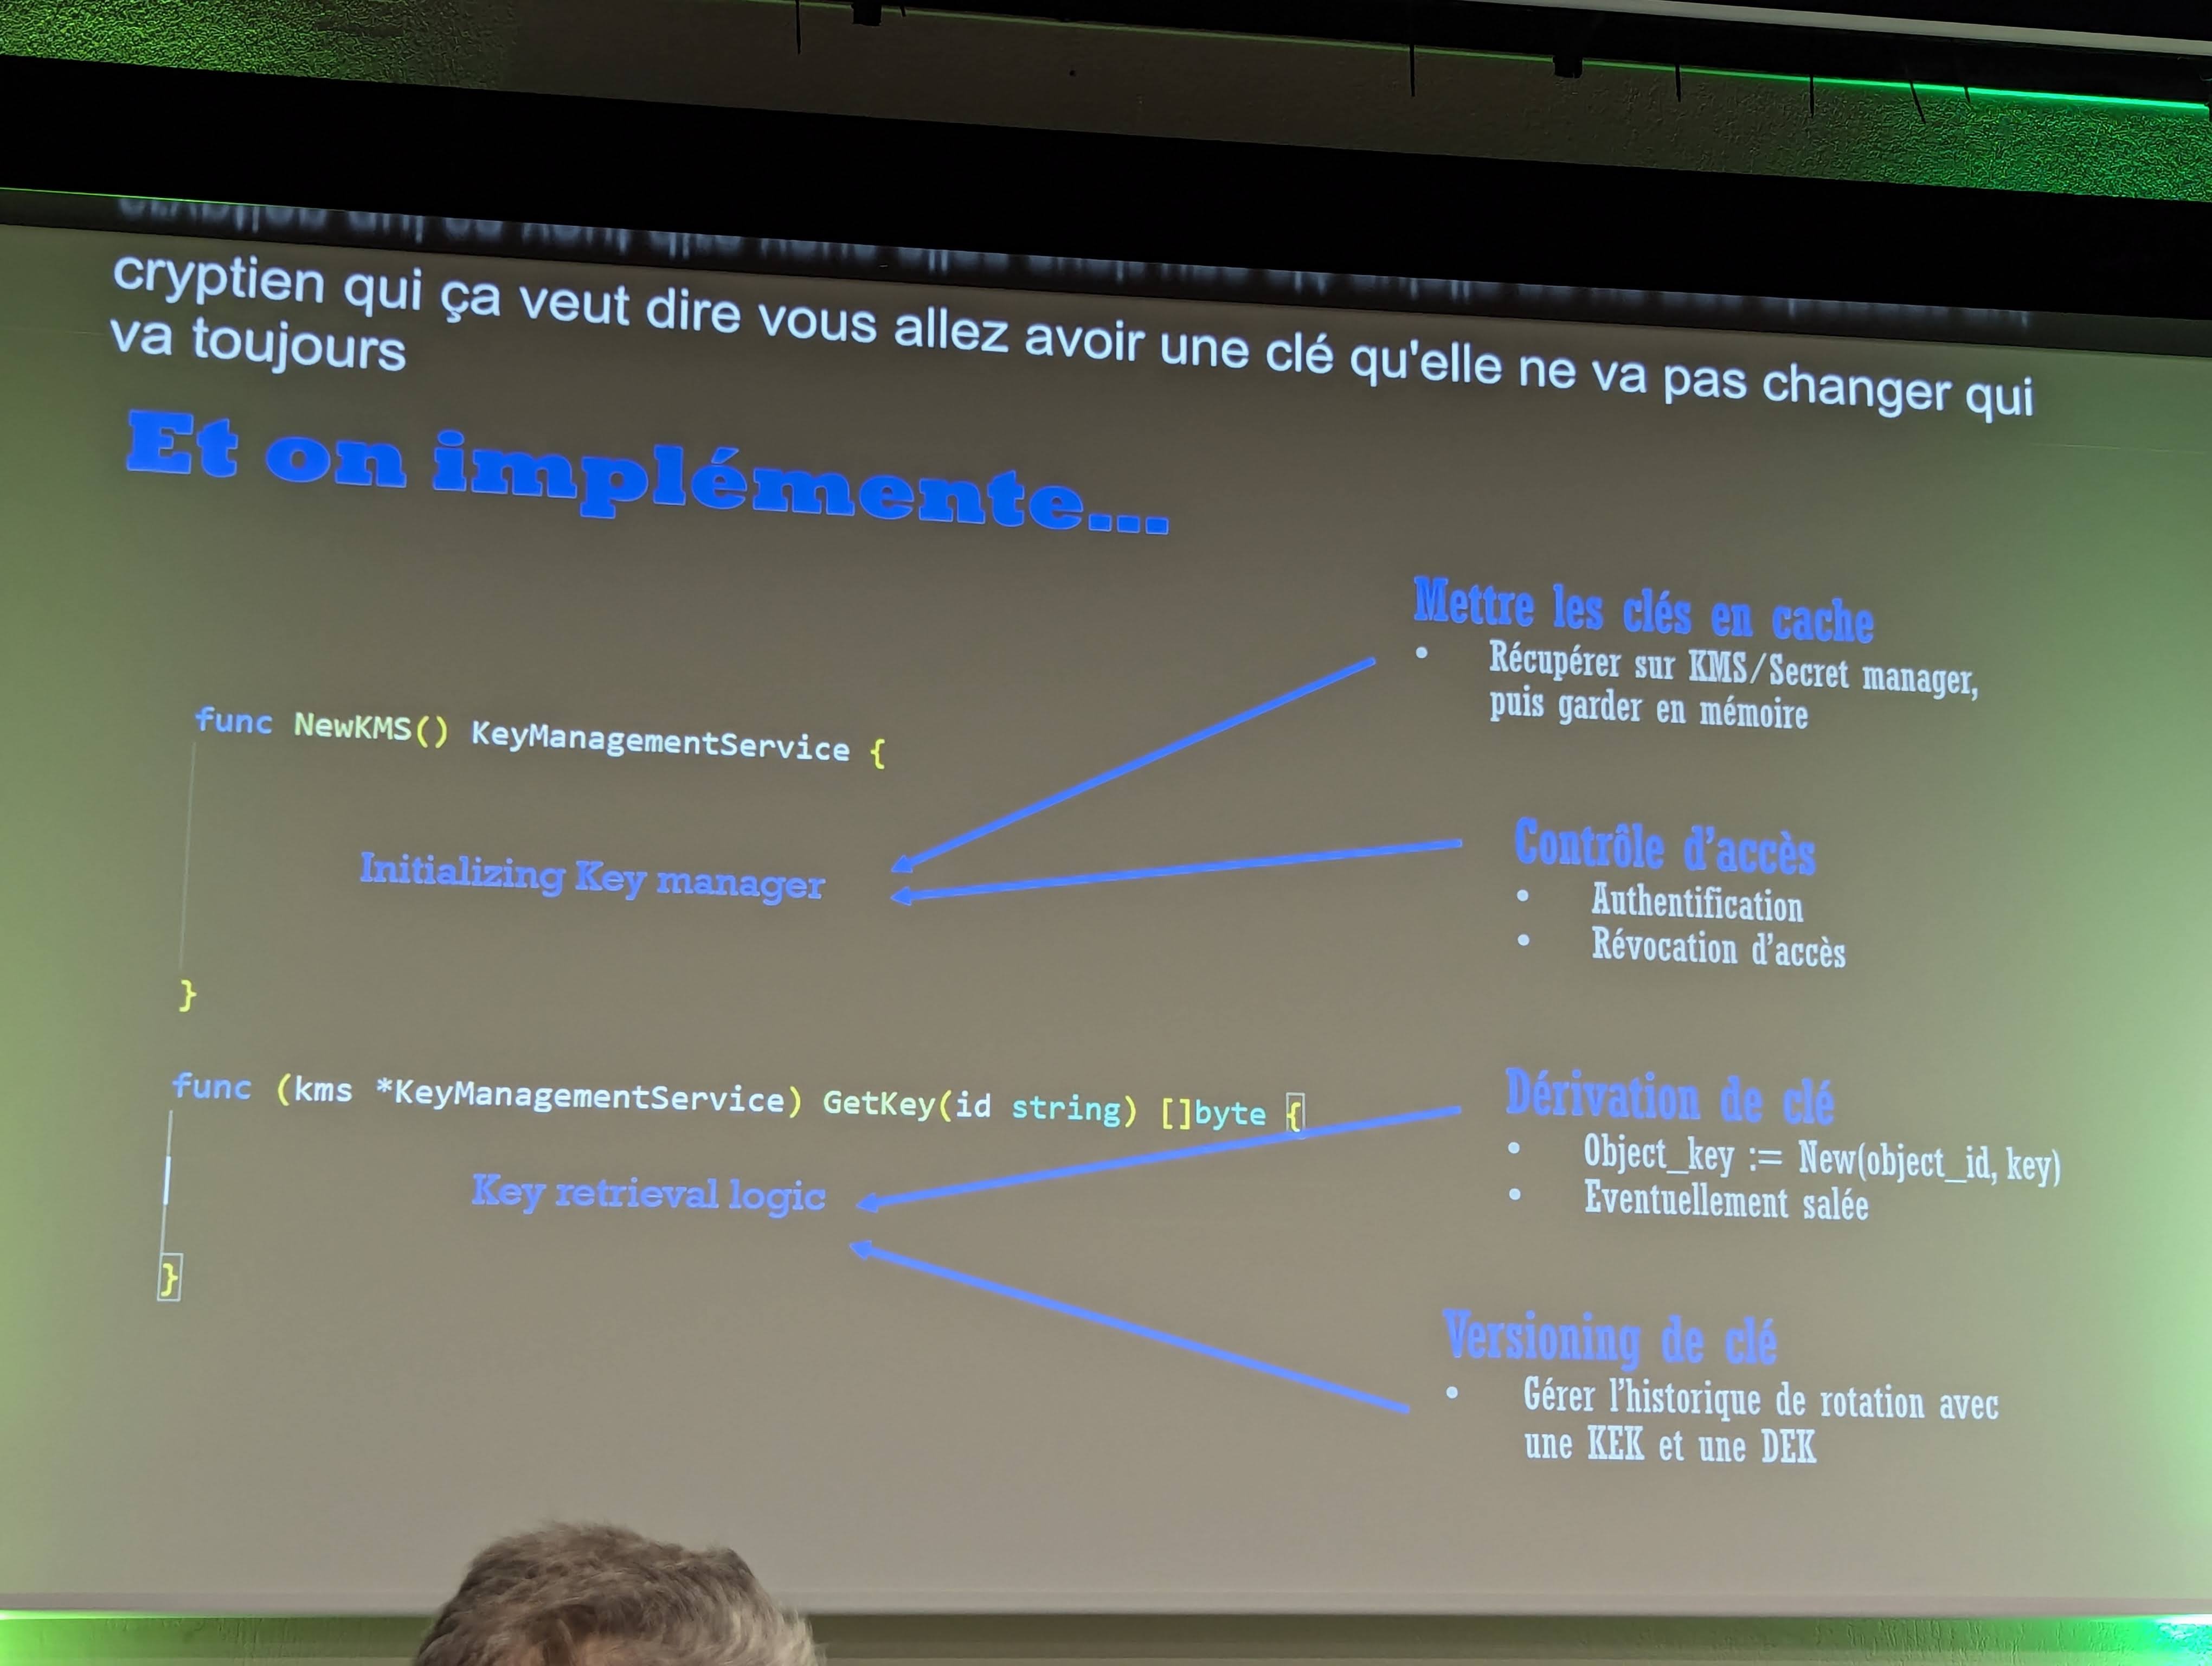 cryptien qui ça veut dire vous allez avoir une clé qu'elle ne va pas changer qui
va toujours
Et on implémente...
func NewKMS() KeyManagementService {
Initializing Key manager
}
func (kms *KeyManagementService) GetKey(id string) []byte {
Key retrieval logic
}
Mettre les clés en cache
• Récupérer sur KMS/Secret manager,
puis garder en mémoire
Contrôle d'accès
• Authentification
• Révocation d'accès
Dérivation de clé
• Object_key := New(object_id, key)
• Eventuellement salée
Versioning de clé
• Gérer l'historique de rotation avec
une KEK et une DEK